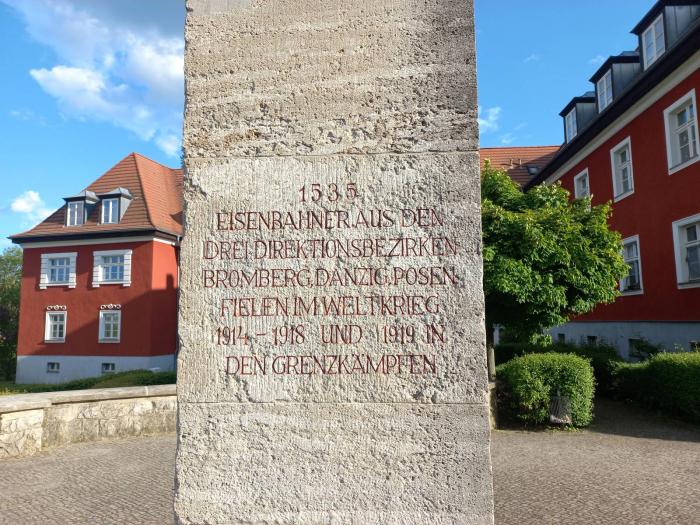 1535
EISENBAHNER AUS DEN
DREI DIREKTIONSBEZIRKEN
BROMBERG, DANZIG, POSEN
FIELEN IM WELTKRIEG
1914 – 1918 UND 1919 IN
DEN GRENZKÄMPFEN